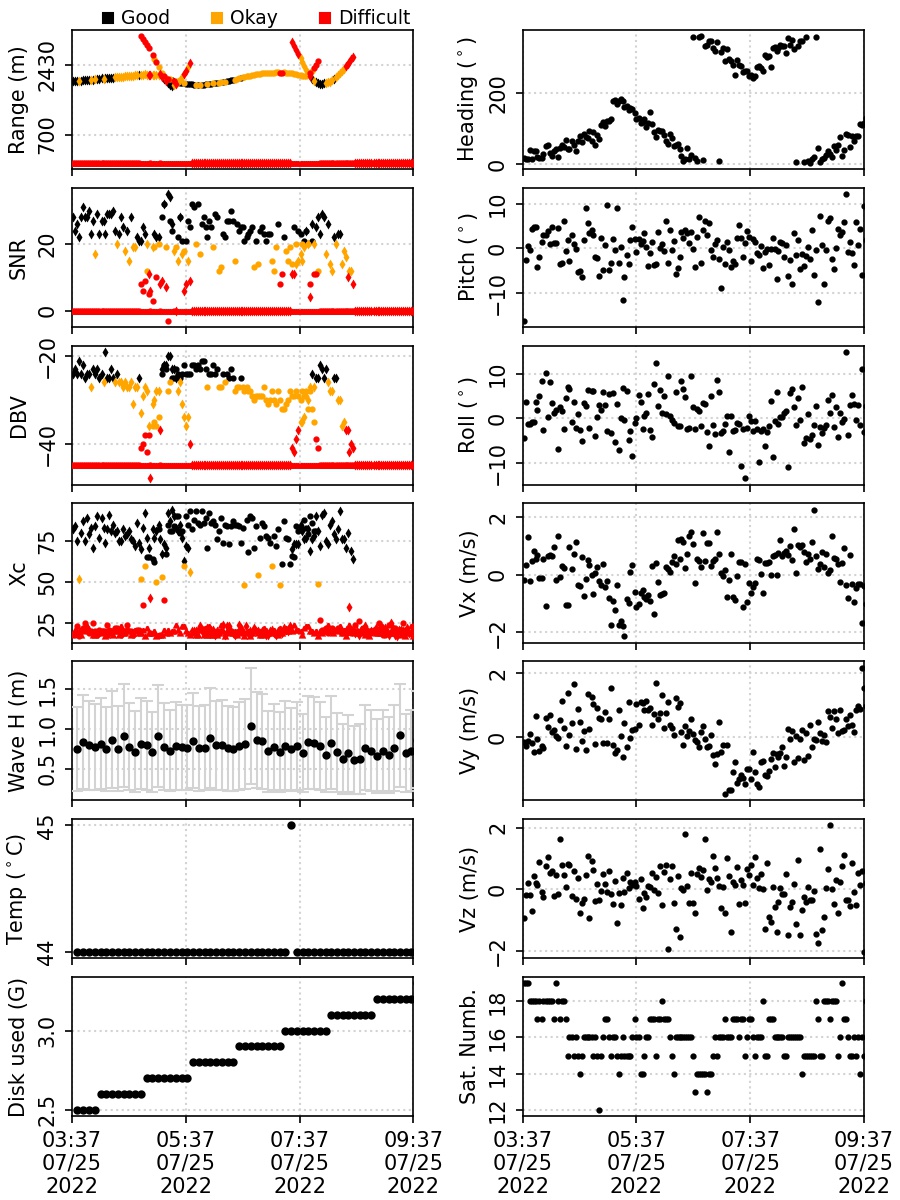 Good Okay Difficult
Range (m)
2430
700
Heading (°)
200
0
SNR
20
0
Pitch (°)
10
0
−10
DBV
−20
−40
Roll (°)
10
0
−10
Xc
75
50
25
Vx (m/s)
2
0
−2
Wave H (m)
1.5
1.0
0.5
Vy (m/s)
2
0
Temp (°C)
45
44
Vz (m/s)
2
0
−2
Disk used (G)
3.0
2.5
Sat. Numb.
18
16
14
12
03:37 05:37 07:37 09:37
07/25 07/25 07/25 07/25
2022 2022 2022 2022
03:37 05:37 07:37 09:37
07/25 07/25 07/25 07/25
2022 2022 2022 2022